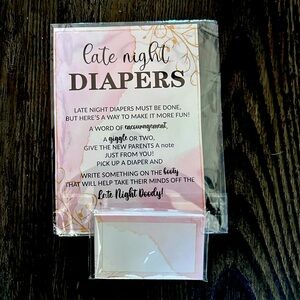 late night
DIAPERS
LATE NIGHT DIAPERS MUST BE DONE,
BUT HERE'S A WAY TO MAKE IT MORE FUN!
A WORD OF encouragement,
A giggle OR TWO,
GIVE THE NEW PARENTS A note
JUST FROM YOU!
PICK UP A DIAPER AND
WRITE SOMETHING ON THE booty
THAT WILL HELP TAKE THEIR MINDS OFF THE
Late Night Doody!